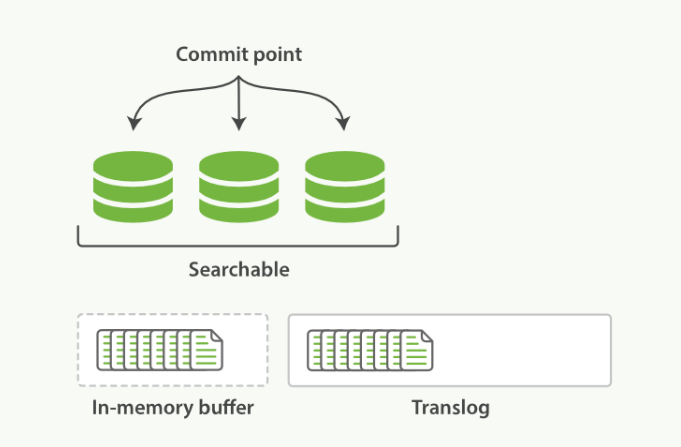 Commit point
Searchable
In-memory buffer
Translog